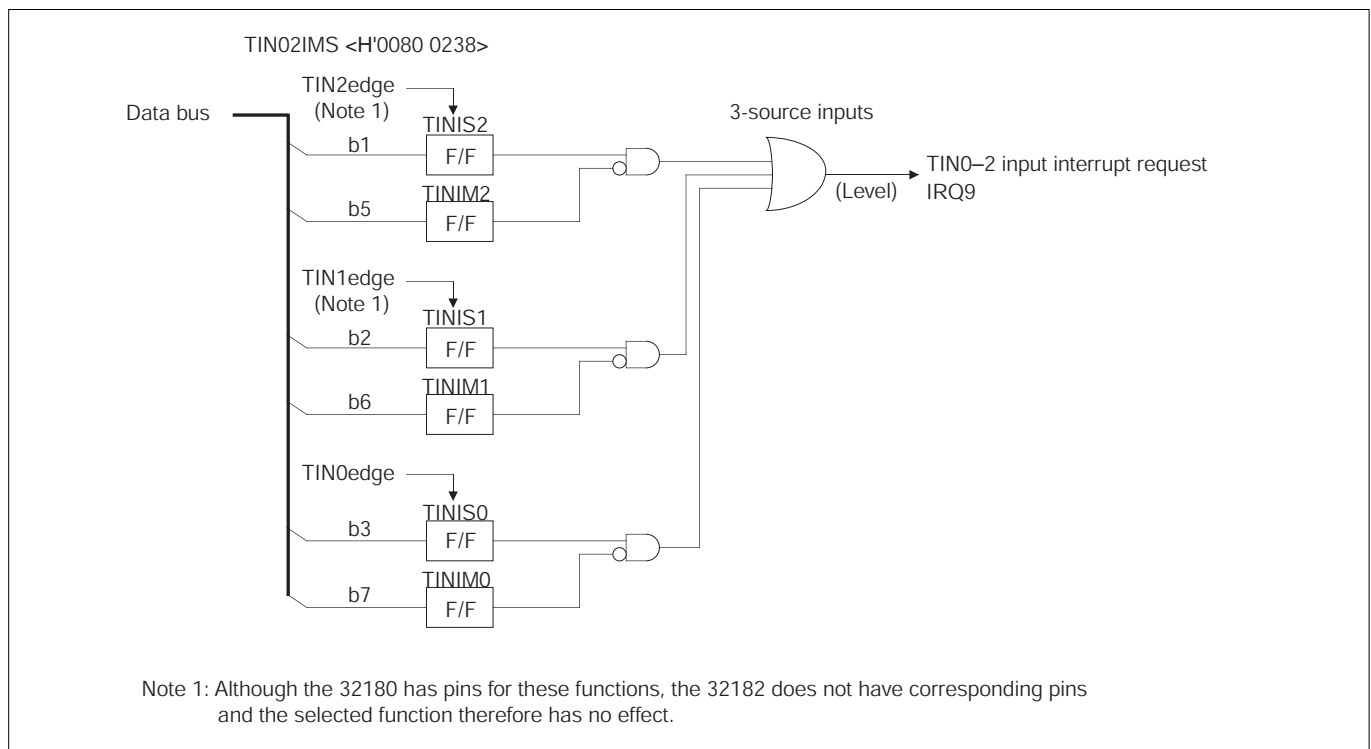 TIN02IMS <H'0080 0238>
Data bus
TIN2edge
(Note 1)
TINIS2
b1
F/F
TINIM2
b5
F/F
3-source inputs
(Level)
TIN0–2 input interrupt request
IRQ9
TIN1edge
(Note 1)
TINIS1
b2
F/F
TINIM1
b6
F/F
TIN0edge
TINIS0
b3
F/F
TINIM0
b7
F/F
Note 1: Although the 32180 has pins for these functions, the 32182 does not have corresponding pins
and the selected function therefore has no effect.